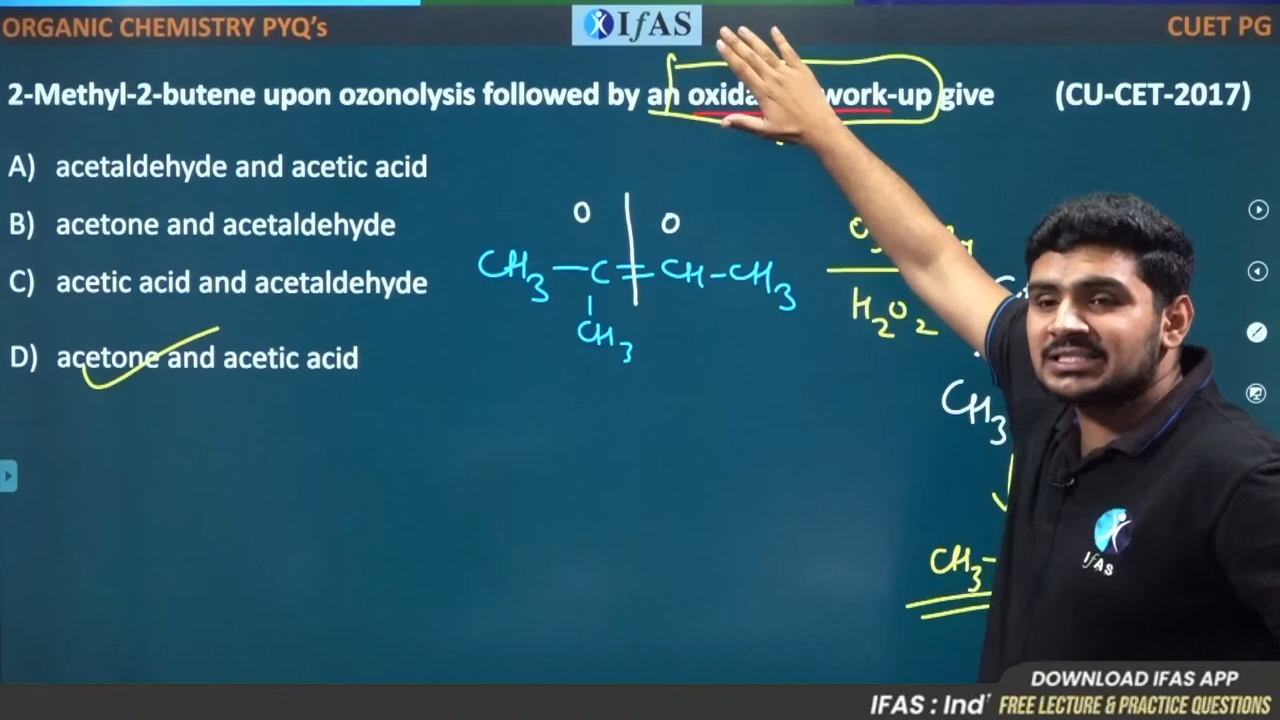 ORGANIC CHEMISTRY PYQ's
IfAS
CUET PG
2-Methyl-2-butene upon ozonolysis followed by an work-up give (CU-CET-2017)
A) acetaldehyde and acetic acid
B) acetone and acetaldehyde
C) acetic acid and acetaldehyde
D) acetone and acetic acid
O O
CH3—C=CH-CH3
CH3
H2O2
CH3
CH3-
IfAS
DOWNLOAD IFAS APP
IFAS : FREE LECTURE & PRACTICE QUESTIONS